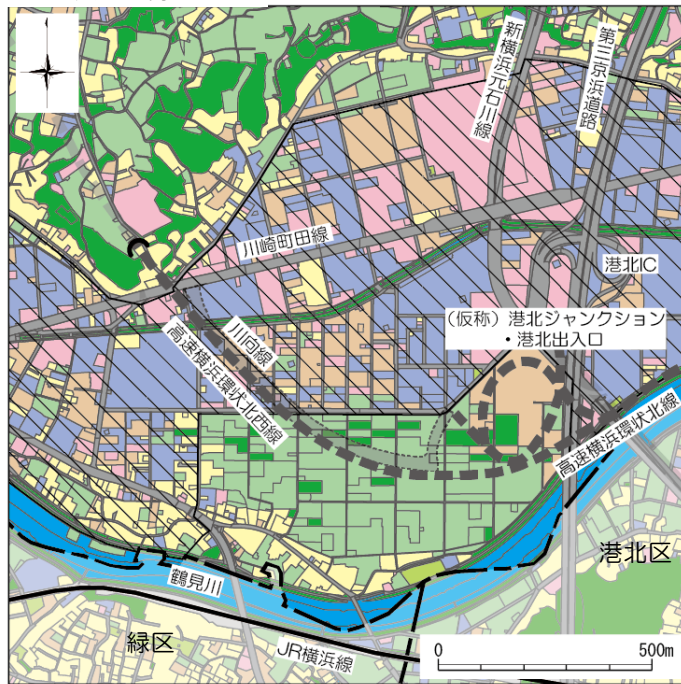 新横浜元石川線
第三京浜道路
川崎町田線
港北IC
（仮称）港北ジャンクション
・港北出入口
川向線
高速横浜環状北西線
高速横浜環状北線
港北区
鶴見川
緑区
JR横浜線
0
500m